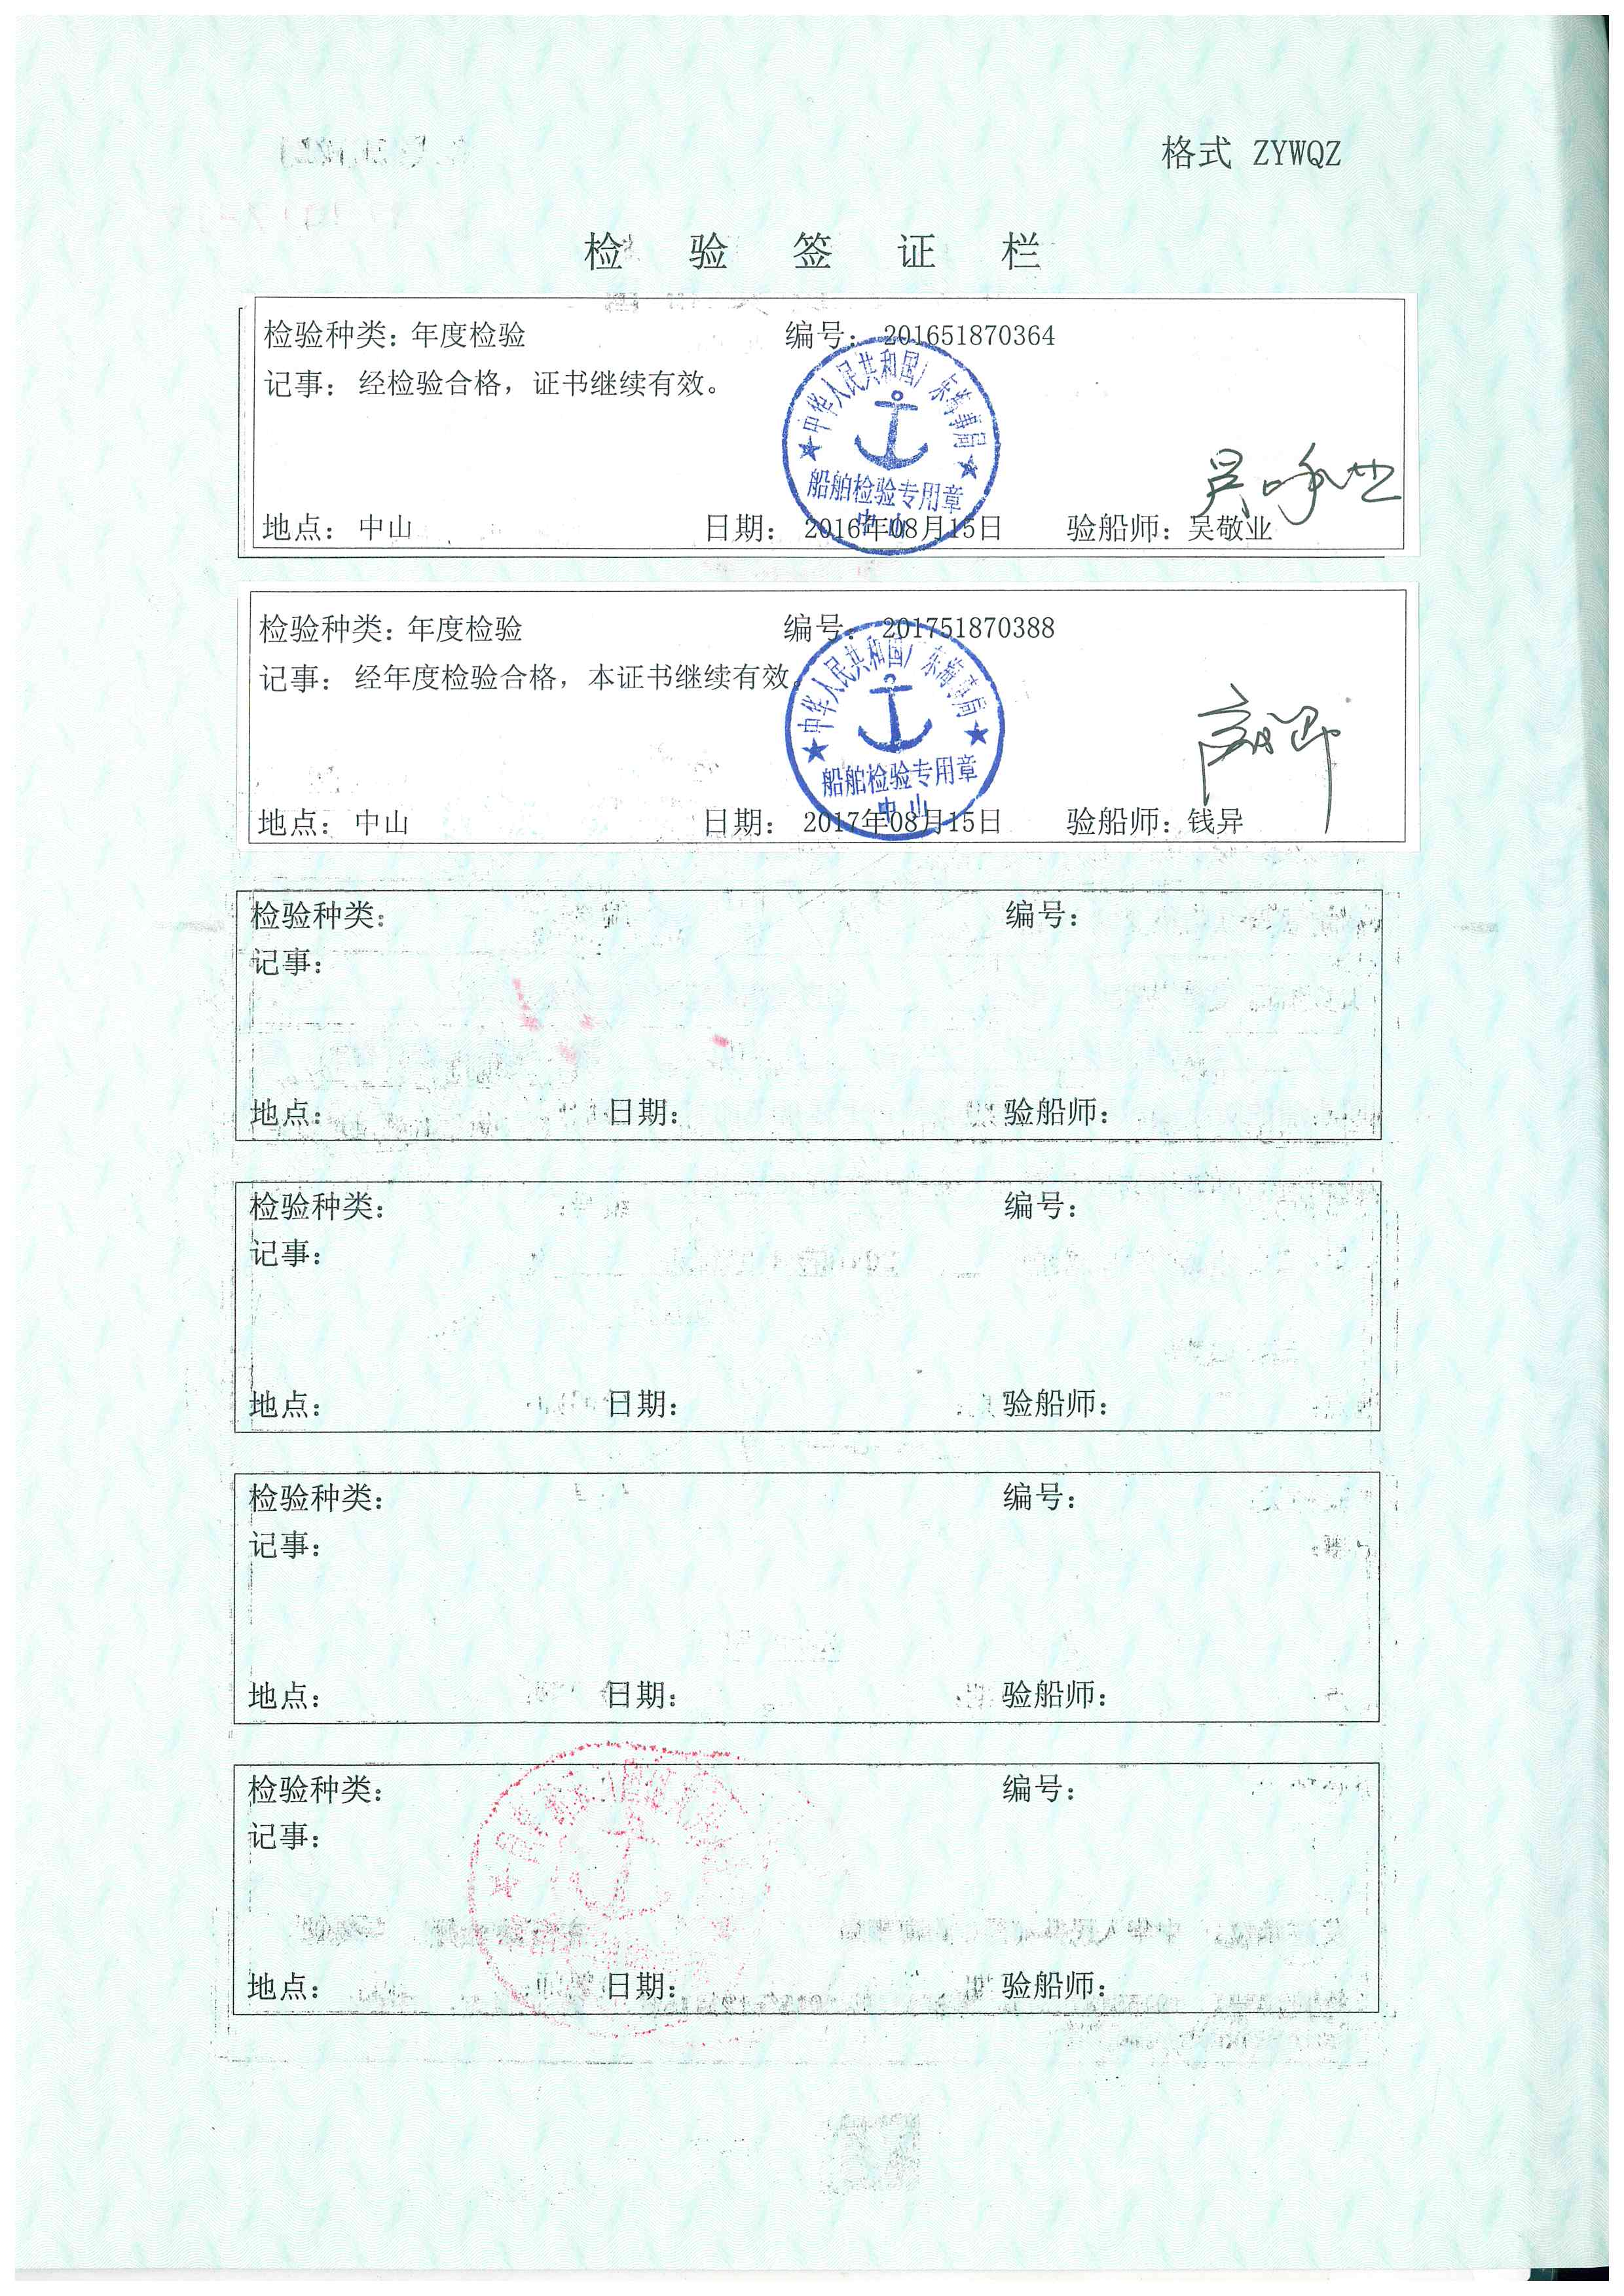 格式 ZYWQZ
检 验 签 证 栏
检验种类：年度检验 编号：201651870364
记事：经检验合格，证书继续有效。
中华人民共和国广东海事局
船舶检验专用章
中山
地点：中山 日期：2016年08月15日 验船师：吴敬业
检验种类：年度检验 编号：201751870388
记事：经年度检验合格，本证书继续有效。
中华人民共和国广东海事局
船舶检验专用章
中山
地点：中山 日期：2017年08月15日 验船师：钱异
检验种类： 编号：
记事：
地点： 日期： 验船师：
检验种类： 编号：
记事：
地点： 日期： 验船师：
检验种类： 编号：
记事：
地点： 日期： 验船师：
检验种类： 编号：
记事：
地点： 日期： 验船师：